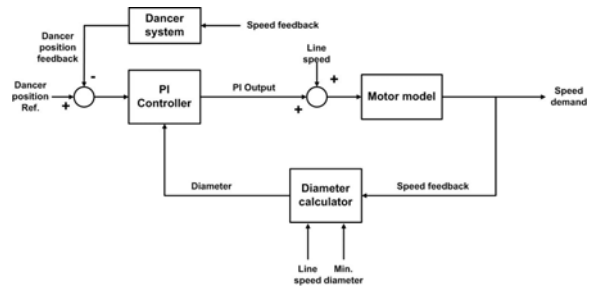 Dancer
system
Speed feedback
Dancer
position
feedback
-
Line
speed
+
Dancer
position
Ref.
+
PI
Controller
PI Output
+
Motor model
Speed
demand
Diameter
Diameter
calculator
Speed feedback
Line
speed
Min.
diameter